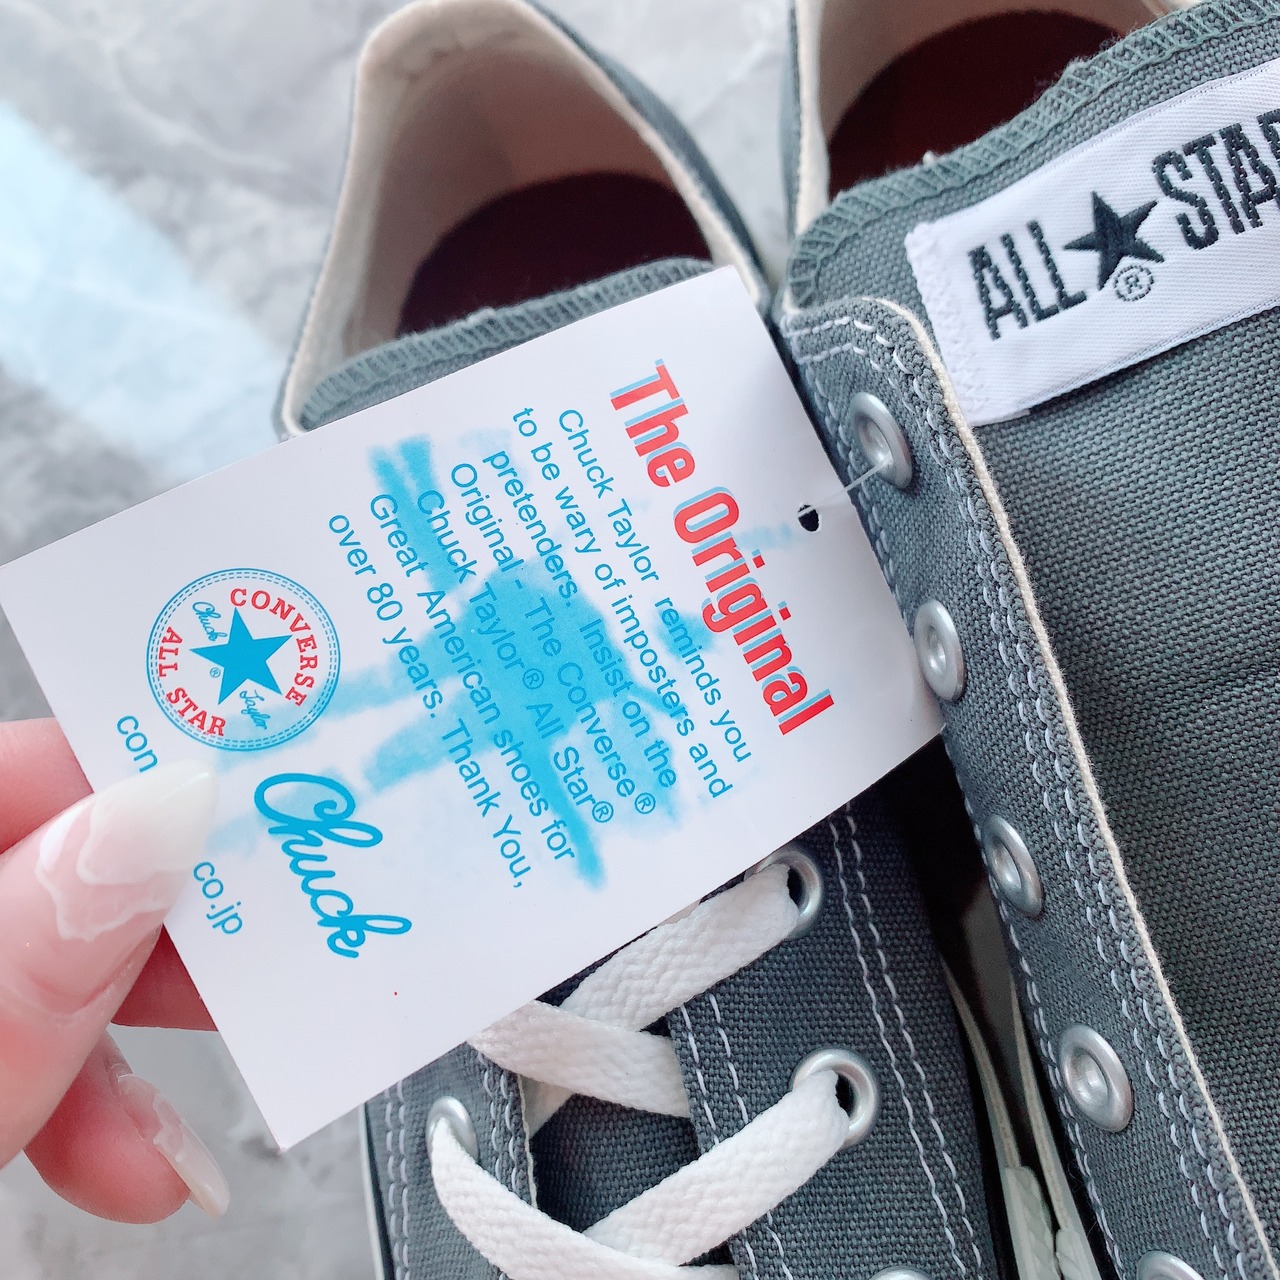 The Original
Chuck Taylor reminds you
to be wary of imposters and
pretenders. Insist on the
Original - The Converse®
Chuck Taylor® All Star®
Great American shoes for
over 80 years. Thank You,
Chuck
CONVERSE
Chuck Taylor
®
ALL STAR
con
co.jp
ALL★STAR
®